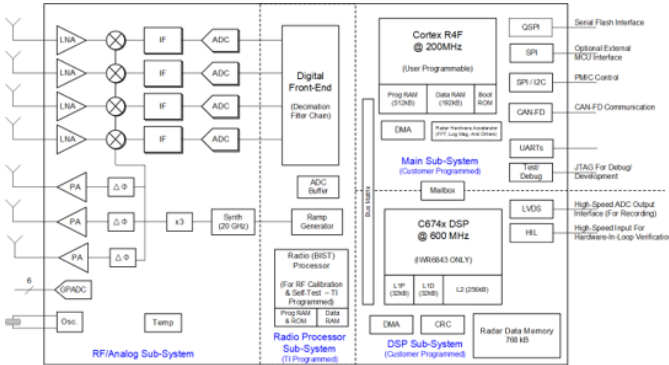 LNA
IF
ADC
LNA
IF
ADC
LNA
IF
ADC
LNA
IF
ADC
Digital
Front-End
(Decimation
Filter Chain)
PA
Δ Φ
PA
Δ Φ
x3
Synth
(20 GHz)
PA
Δ Φ
6
GPADC
Osc.
Temp
RF/Analog Sub-System
ADC
Buffer
Ramp
Generator
Radio (BIST)
Processor
(For RF Calibration
& Self-Test – TI
Programmed)
Prog RAM
& ROM
Data
RAM
Radio Processor
Sub-System
(TI Programmed)
Cortex R4F
@ 200MHz
(User Programmable)
Prog RAM
(512kB)
Data RAM
(192kB)
Boot
ROM
DMA
Radar Hardware Accelerator
(FFT, Log Mag, And Others)
Main Sub-System
(Customer Programmed)
Bus Matrix
Mailbox
C674x DSP
@ 600 MHz
(IWR6843 ONLY)
L1P
(32kB)
L1D
(32kB)
L2 (256kB)
DMA
CRC
DSP Sub-System
(Customer Programmed)
Radar Data Memory
768 kB
QSPI
Serial Flash Interface
SPI
Optional External
MCU Interface
SPI / I2C
PMIC Control
CAN-FD
CAN-FD Communication
UARTs
Test/
Debug
JTAG For Debug/
Development
LVDS
High-Speed ADC Output
Interface (For Recording)
HIL
High-Speed Input For
Hardware-In-Loop Verification